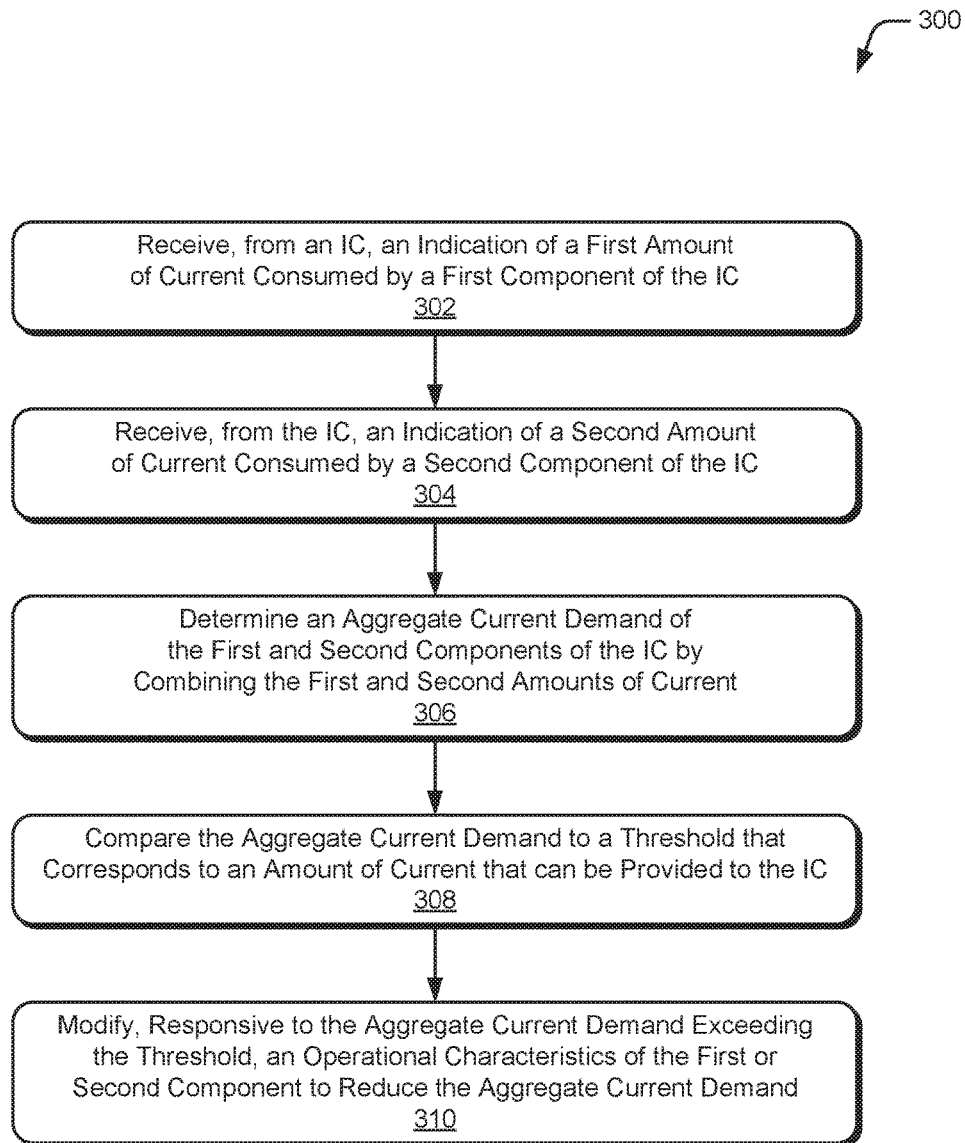 300
Receive, from an IC, an Indication of a First Amount
of Current Consumed by a First Component of the IC
302
Receive, from the IC, an Indication of a Second Amount
of Current Consumed by a Second Component of the IC
304
Determine an Aggregate Current Demand of
the First and Second Components of the IC by
Combining the First and Second Amounts of Current
306
Compare the Aggregate Current Demand to a Threshold that
Corresponds to an Amount of Current that can be Provided to the IC
308
Modify, Responsive to the Aggregate Current Demand Exceeding
the Threshold, an Operational Characteristics of the First or
Second Component to Reduce the Aggregate Current Demand
310